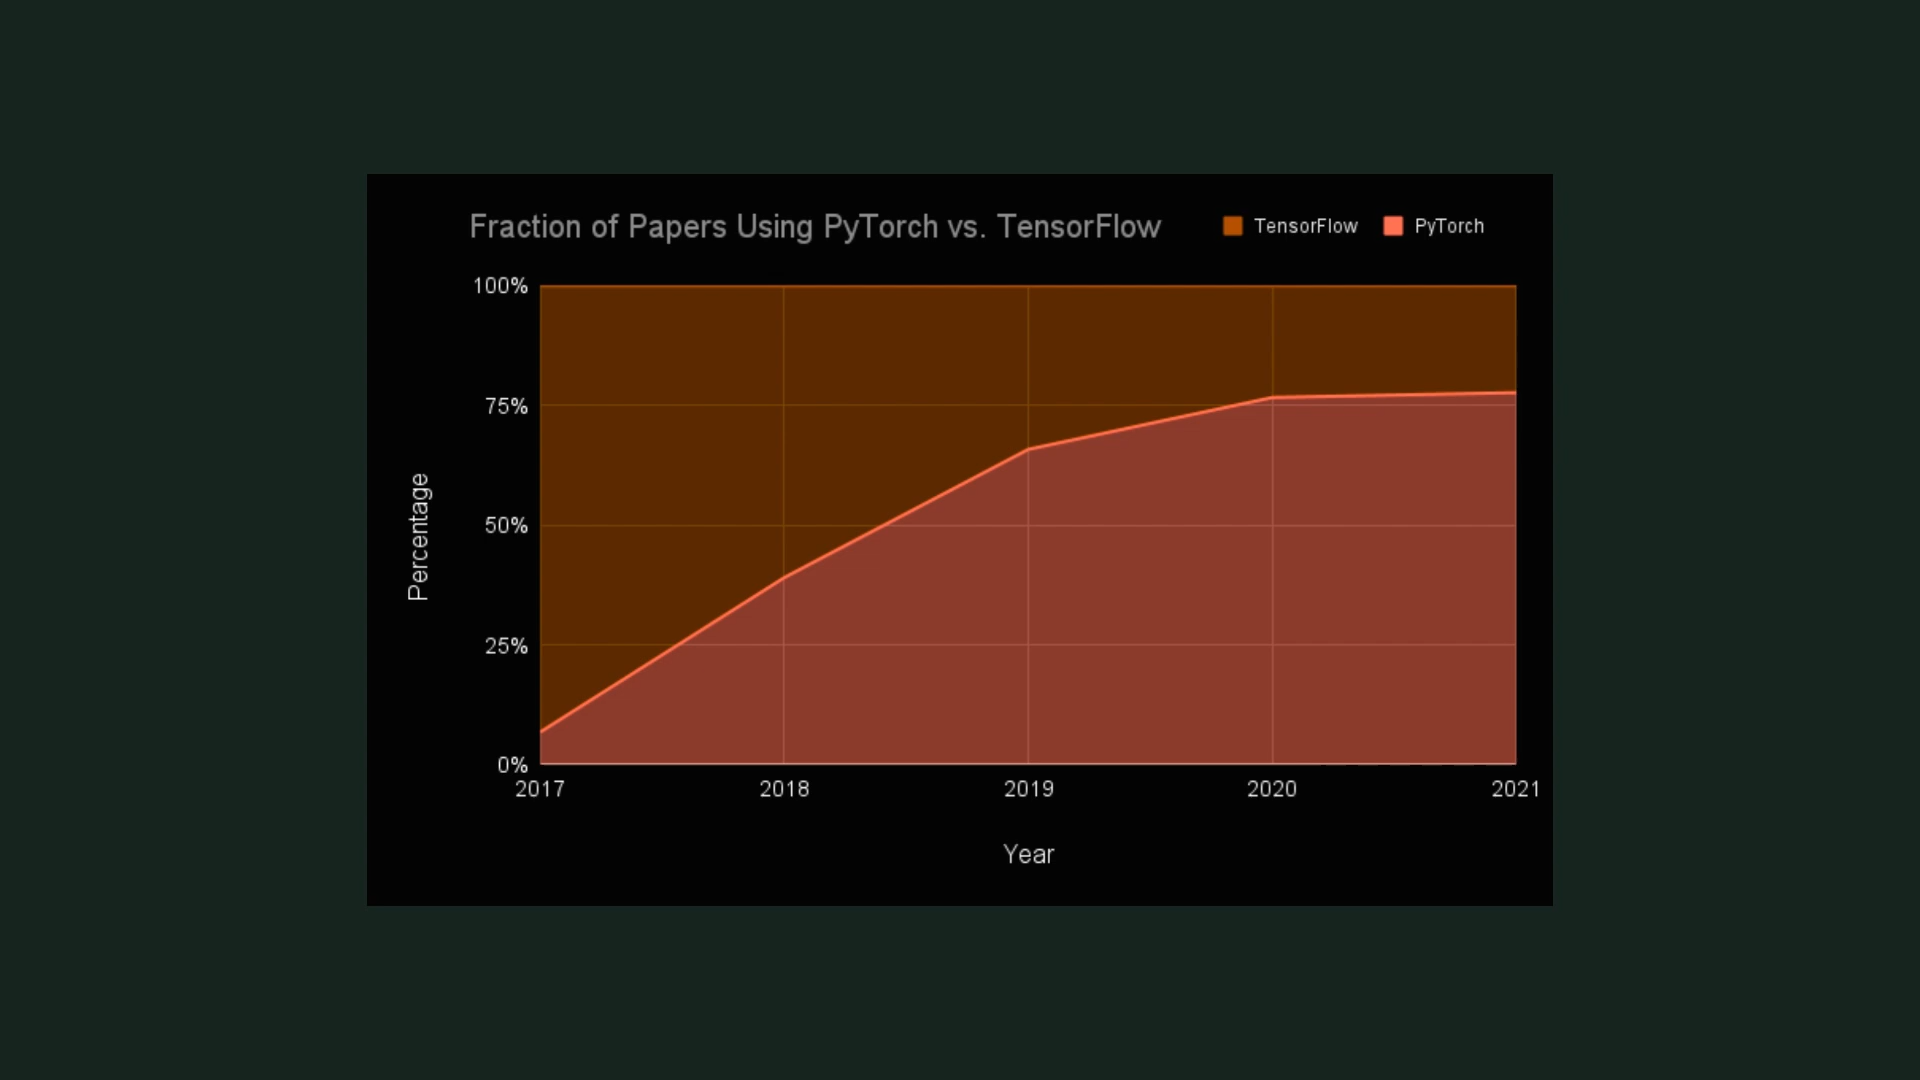 Fraction of Papers Using PyTorch vs. TensorFlow
TensorFlow
PyTorch
100%
75%
50%
25%
0%
Percentage
2017
2018
2019
2020
2021
Year